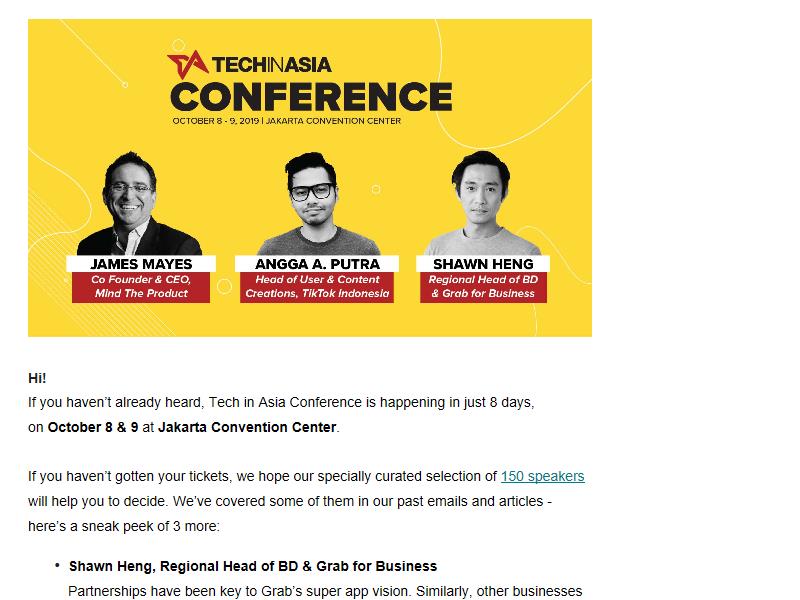 TECHINASIA
CONFERENCE
OCTOBER 8 - 9, 2019 | JAKARTA CONVENTION CENTER
JAMES MAYES
Co Founder & CEO,
Mind The Product
ANGGA A. PUTRA
Head of User & Content
Creations, TikTok Indonesia
SHAWN HENG
Regional Head of BD
& Grab for Business
Hi!
If you haven’t already heard, Tech in Asia Conference is happening in just 8 days,
on October 8 & 9 at Jakarta Convention Center.
If you haven’t gotten your tickets, we hope our specially curated selection of 150 speakers
will help you to decide. We’ve covered some of them in our past emails and articles -
here’s a sneak peek of 3 more:
• Shawn Heng, Regional Head of BD & Grab for Business
Partnerships have been key to Grab’s super app vision. Similarly, other businesses